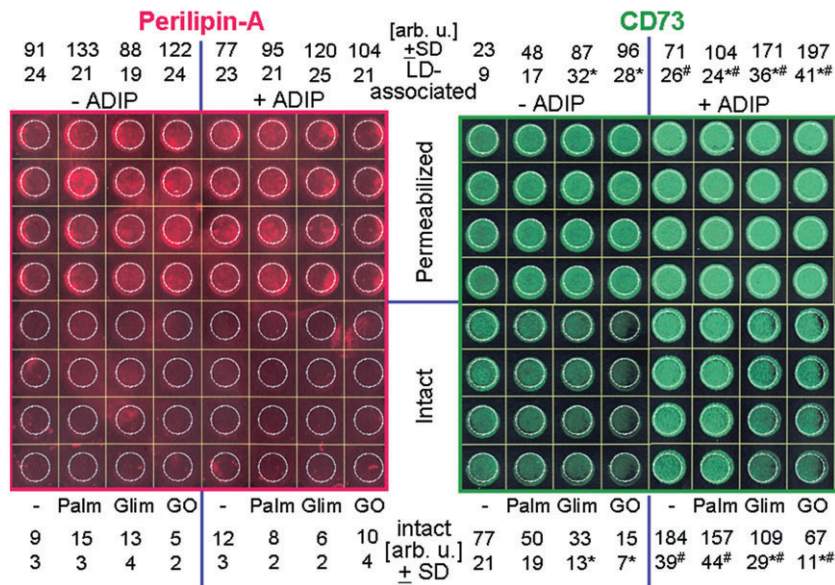 Perilipin-A [arb. u.] CD73
91 133 88 122 77 95 120 104 ±SD 23 48 87 96 71 104 171 197
24 21 19 24 23 21 25 21 LD- 9 17 32* 28* 26# 24*# 36*# 41*#
associated
- ADIP + ADIP - ADIP + ADIP
Permeabilized
Intact
- Palm Glim GO - Palm Glim GO - Palm Glim GO - Palm Glim GO
9 15 13 5 12 8 6 10 intact 77 50 33 15 184 157 109 67
3 3 4 2 3 2 2 4 [arb. u.] 21 19 13* 7* 39# 44# 29*# 11*#
± SD